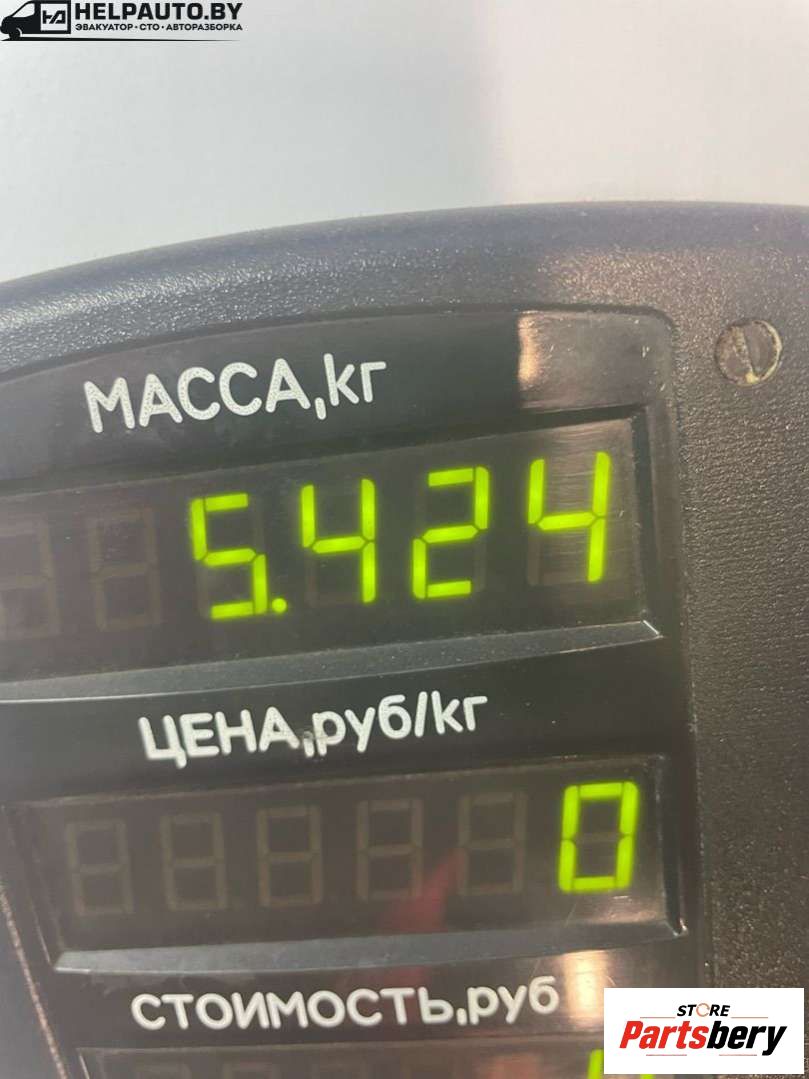 HELPAUTO.BY
ЭВАКУАТОР • СТО • АВТОРАЗБОРКА
МАССА,кг
5.424
ЦЕНА,руб/кг
0
СТОИМОСТЬ,руб
STORE
Partsbery